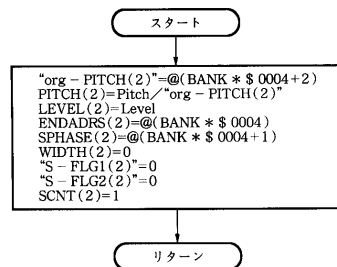 スタート
“org－PITCH(2)”=@(BANK＊$ 0004+2)
PITCH(2)=Pitch／“org－PITCH(2)”
LEVEL(2)=Level
ENDADRS(2)=@(BANK＊$ 0004)
SPHASE(2)=@(BANK＊$ 0004+1)
WIDTH(2)=0
“S－FLG1(2)”=0
“S－FLG2(2)”=0
SCNT(2)=1
リターン